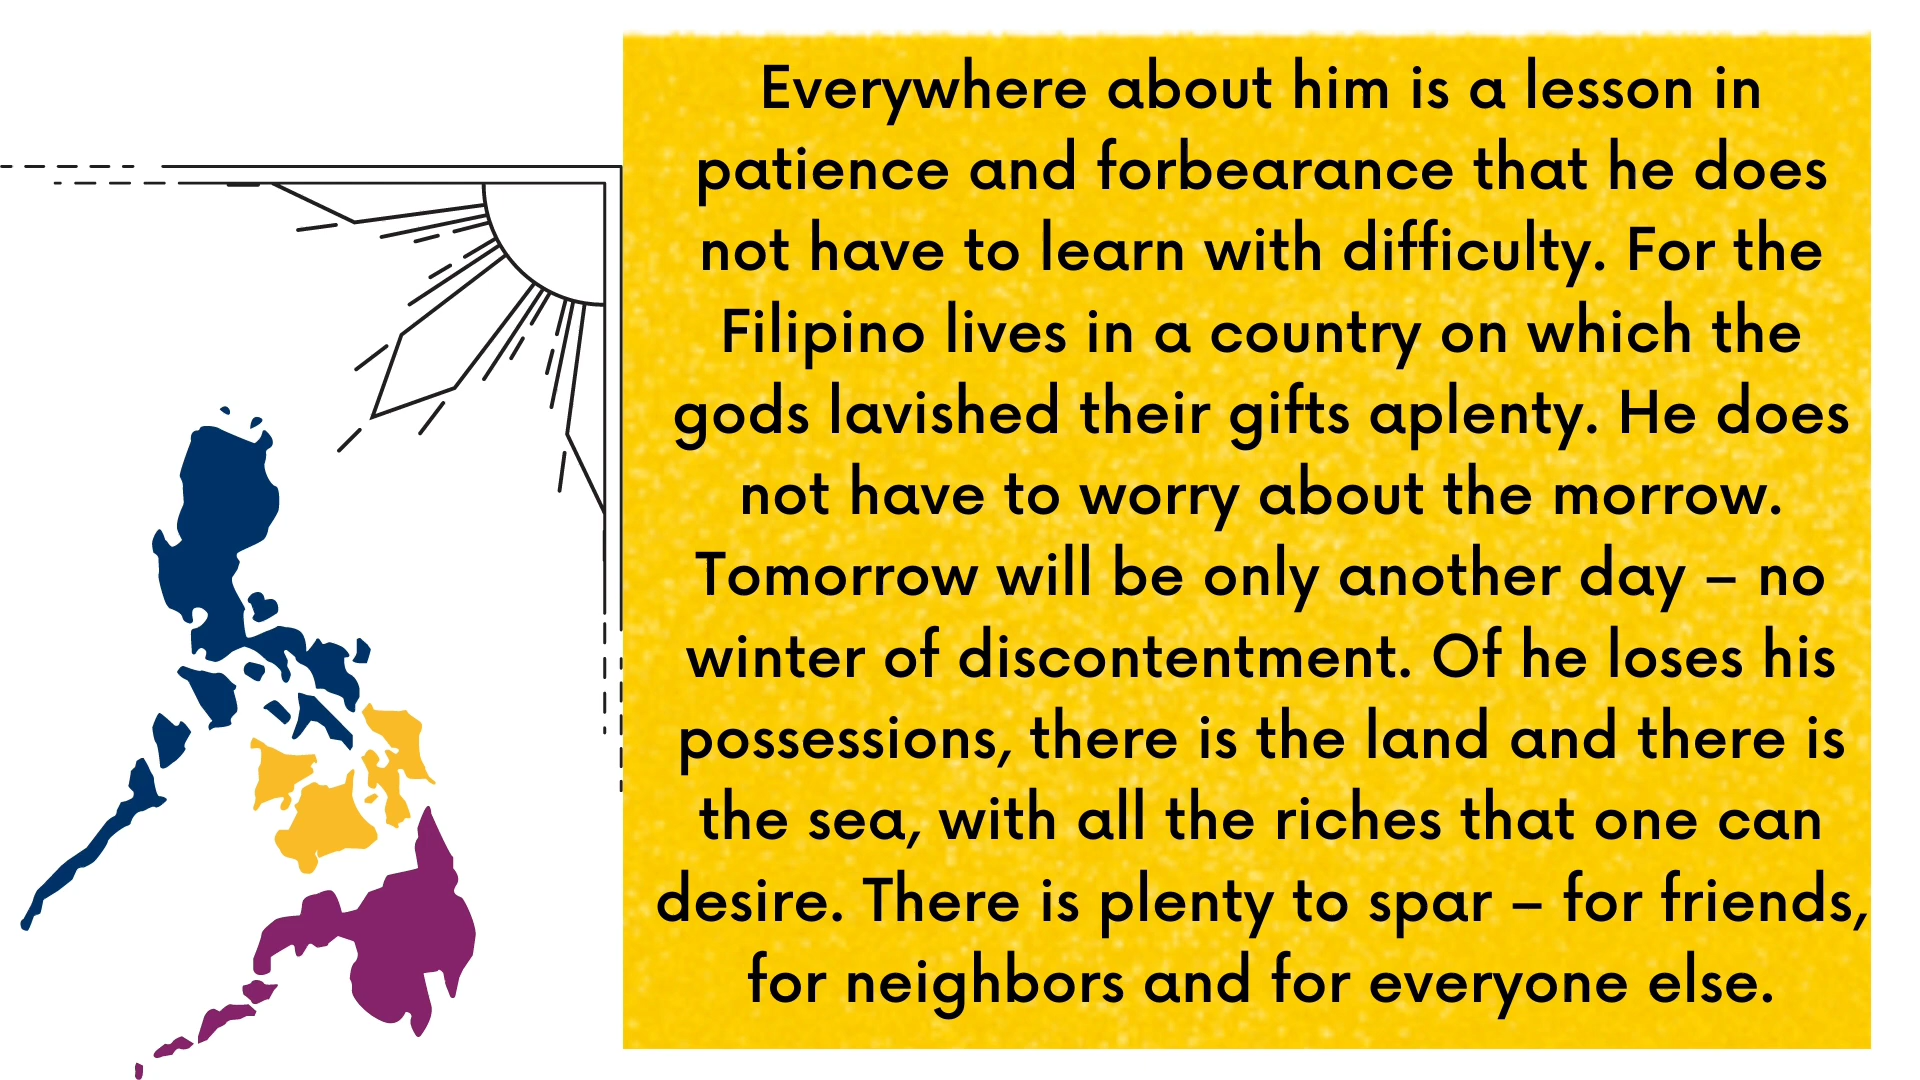 Everywhere about him is a lesson in
patience and forbearance that he does
not have to learn with difficulty. For the
Filipino lives in a country on which the
gods lavished their gifts aplenty. He does
not have to worry about the morrow.
Tomorrow will be only another day – no
winter of discontentment. Of he loses his
possessions, there is the land and there is
the sea, with all the riches that one can
desire. There is plenty to spar – for friends,
for neighbors and for everyone else.